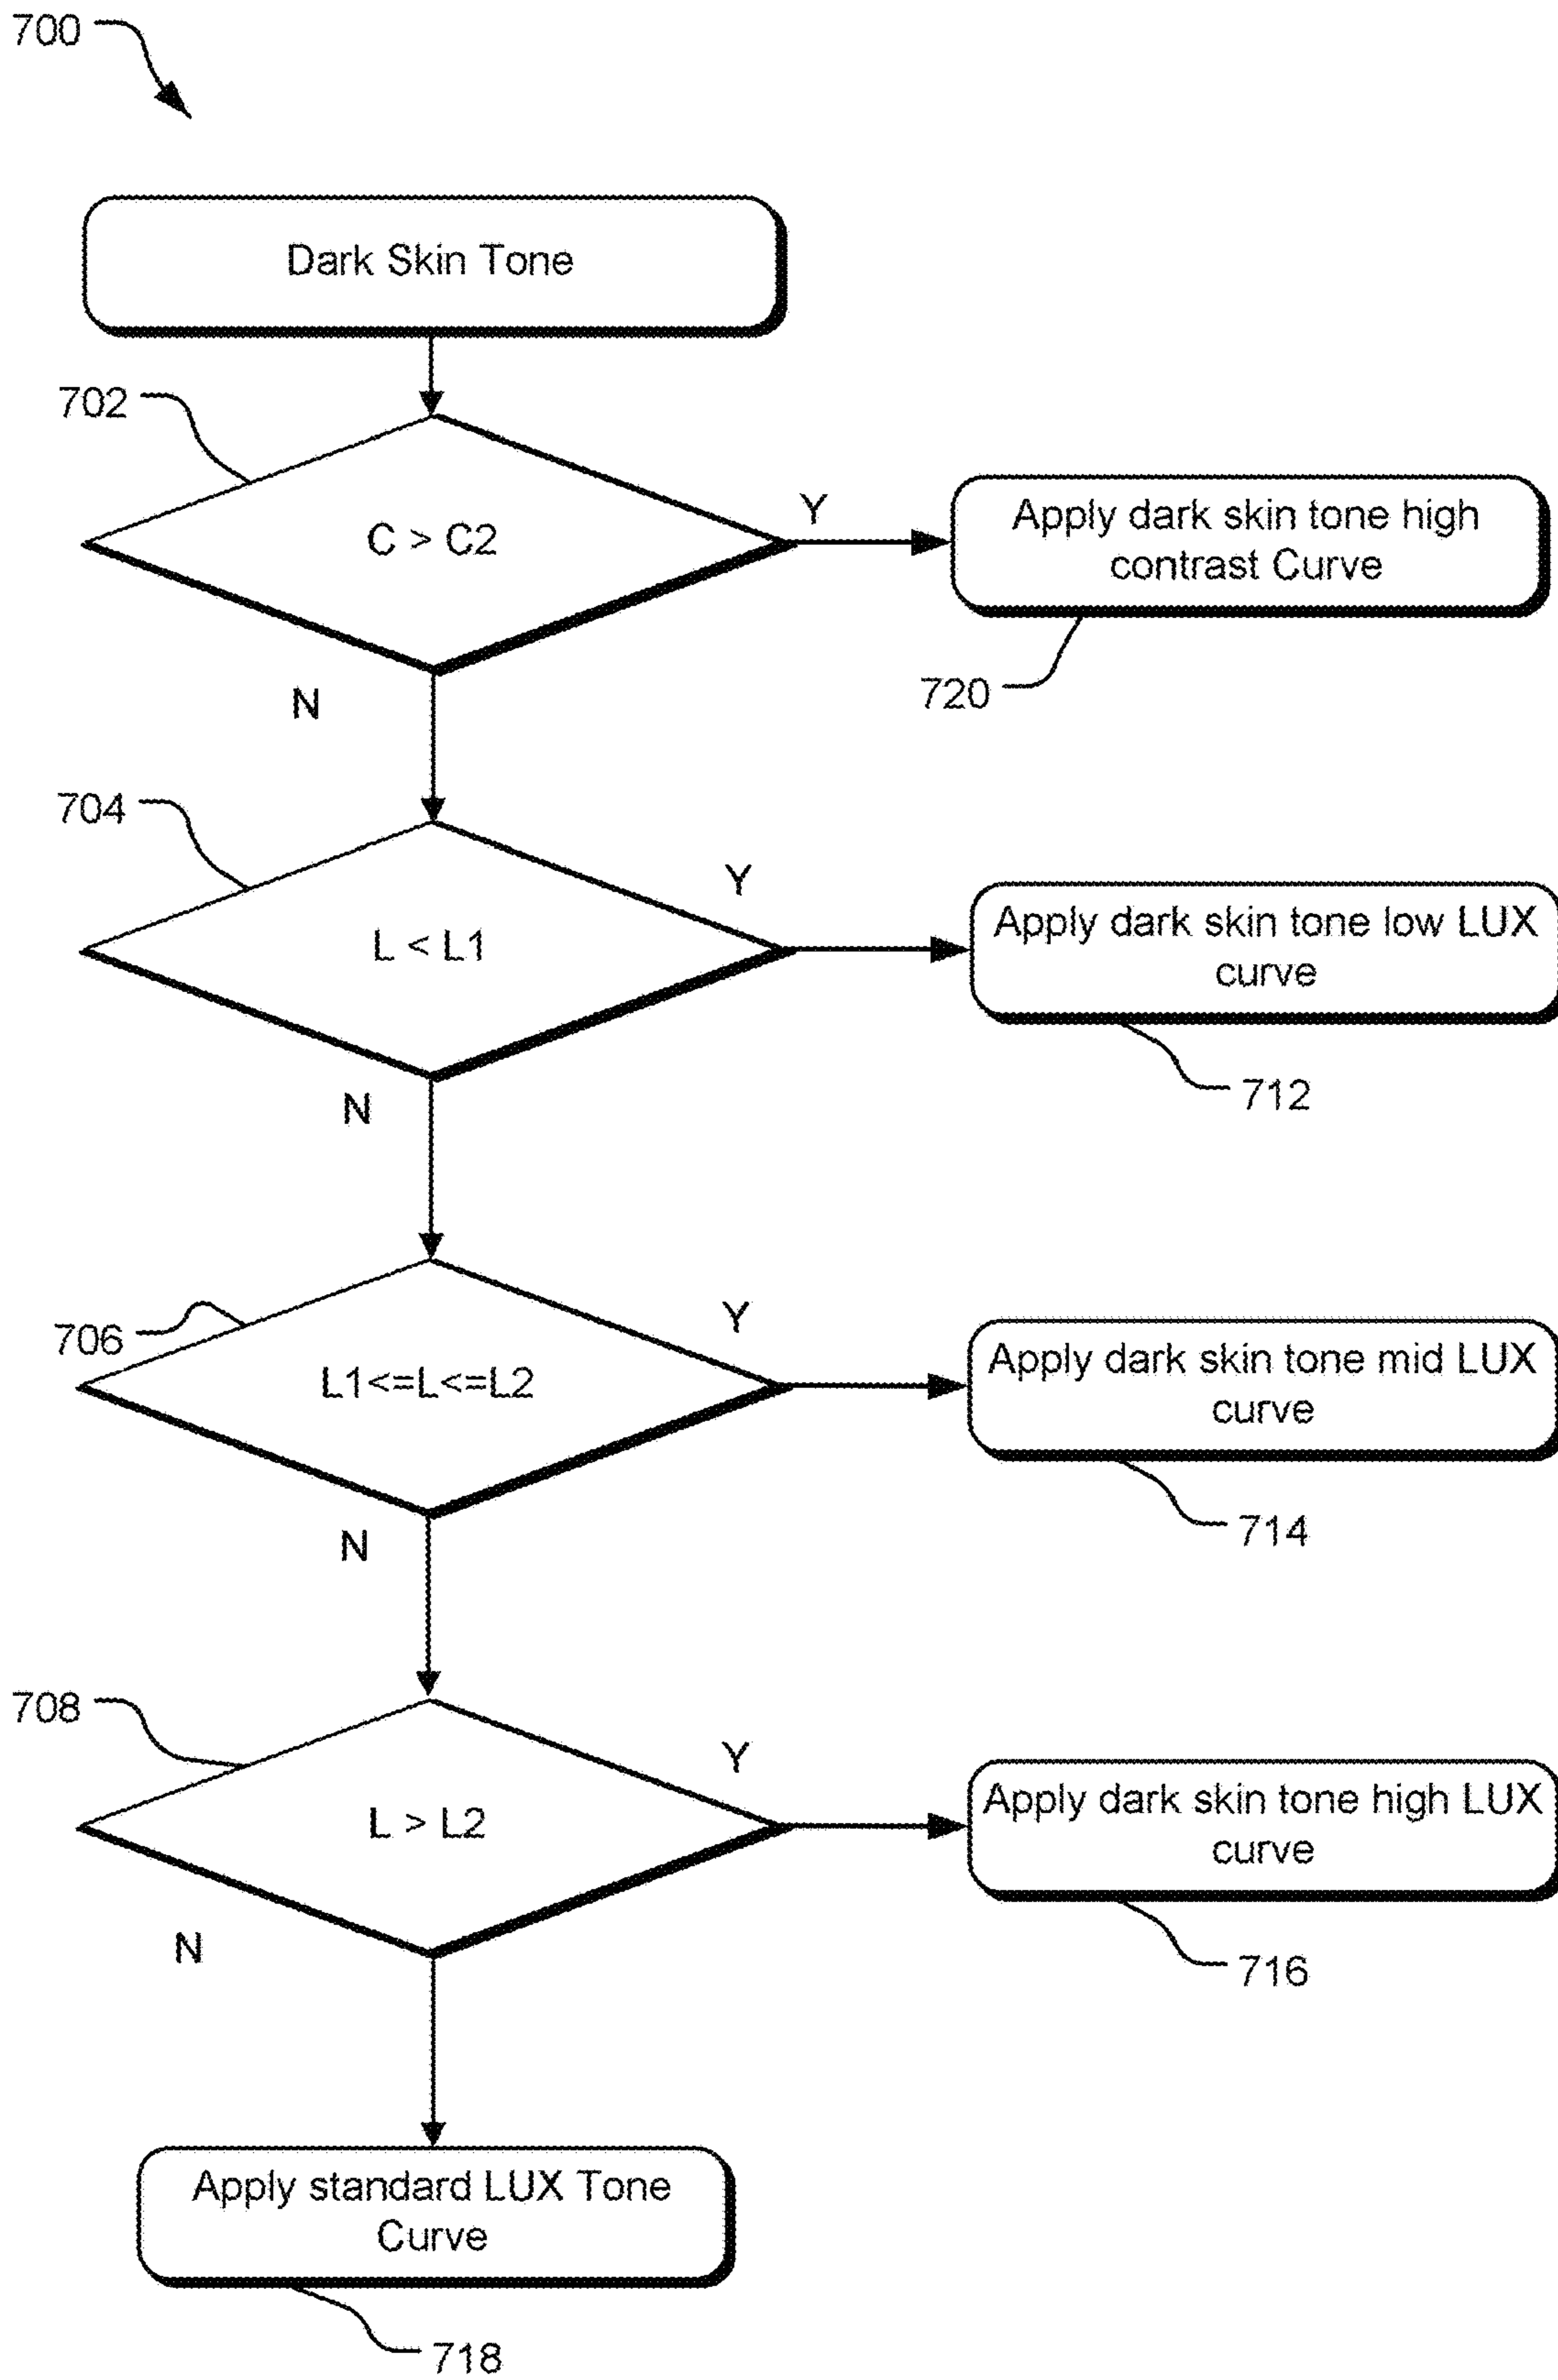 700
Dark Skin Tone
702
C > C2
Y
Apply dark skin tone high
contrast Curve
720
N
704
L < L1
Y
Apply dark skin tone low LUX
curve
712
N
706
L1<=L<=L2
Y
Apply dark skin tone mid LUX
curve
714
N
708
L > L2
Y
Apply dark skin tone high LUX
curve
716
N
Apply standard LUX Tone
Curve
718